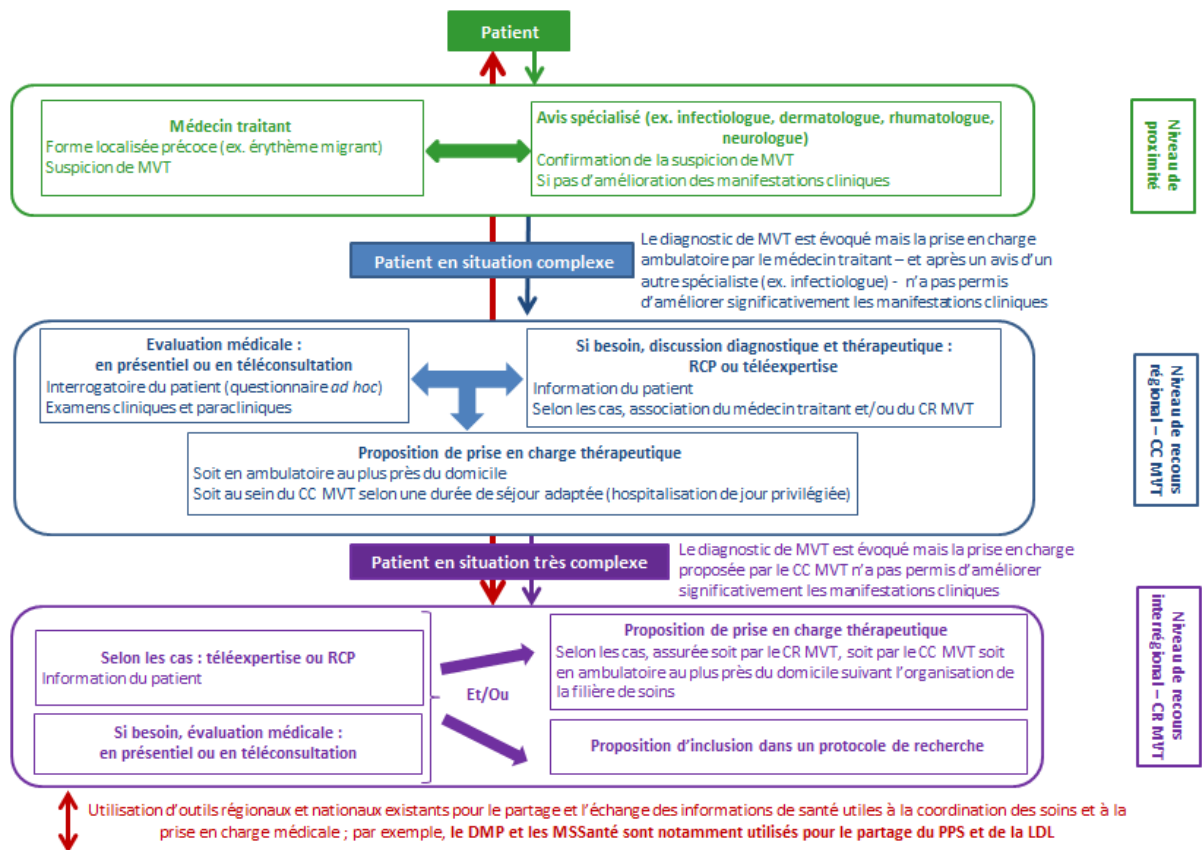 Patient
Médecin traitant
Forme localisée précoce (ex. érythème migrant)
Suspicion de MVT
Avis spécialisé (ex. infectiologue, dermatologue, rhumatologue,
neurologue)
Confirmation de la suspicion de MVT
Si pas d'amélioration des manifestations cliniques
Niveau de
proximité
Patient en situation complexe
Le diagnostic de MVT est évoqué mais la prise en charge
ambulatoire par le médecin traitant – et après un avis d'un
autre spécialiste (ex. infectiologue) - n'a pas permis
d'améliorer significativement les manifestations cliniques
Evaluation médicale :
en présentiel ou en téléconsultation
Interrogatoire du patient (questionnaire ad hoc)
Examens cliniques et paracliniques
Si besoin, discussion diagnostique et thérapeutique :
RCP ou téléexpertise
Information du patient
Selon les cas, association du médecin traitant et/ou du CR MVT
Proposition de prise en charge thérapeutique
Soit en ambulatoire au plus près du domicile
Soit au sein du CC MVT selon une durée de séjour adaptée (hospitalisation de jour privilégiée)
Niveau de recours
régional – CC MVT
Patient en situation très complexe
Le diagnostic de MVT est évoqué mais la prise en charge
proposée par le CC MVT n'a pas permis d'améliorer
significativement les manifestations cliniques
Selon les cas : téléexpertise ou RCP
Information du patient
Si besoin, évaluation médicale :
en présentiel ou en téléconsultation
Et/Ou
Proposition de prise en charge thérapeutique
Selon les cas, assurée soit par le CR MVT, soit par le CC MVT soit
en ambulatoire au plus près du domicile suivant l'organisation de
la filière de soins
Proposition d'inclusion dans un protocole de recherche
Niveau de recours
interrégional – CR MVT
Utilisation d'outils régionaux et nationaux existants pour le partage et l'échange des informations de santé utiles à la coordination des soins et à la
prise en charge médicale ; par exemple, le DMP et les MSSanté sont notamment utilisés pour le partage du PPS et de la LDL